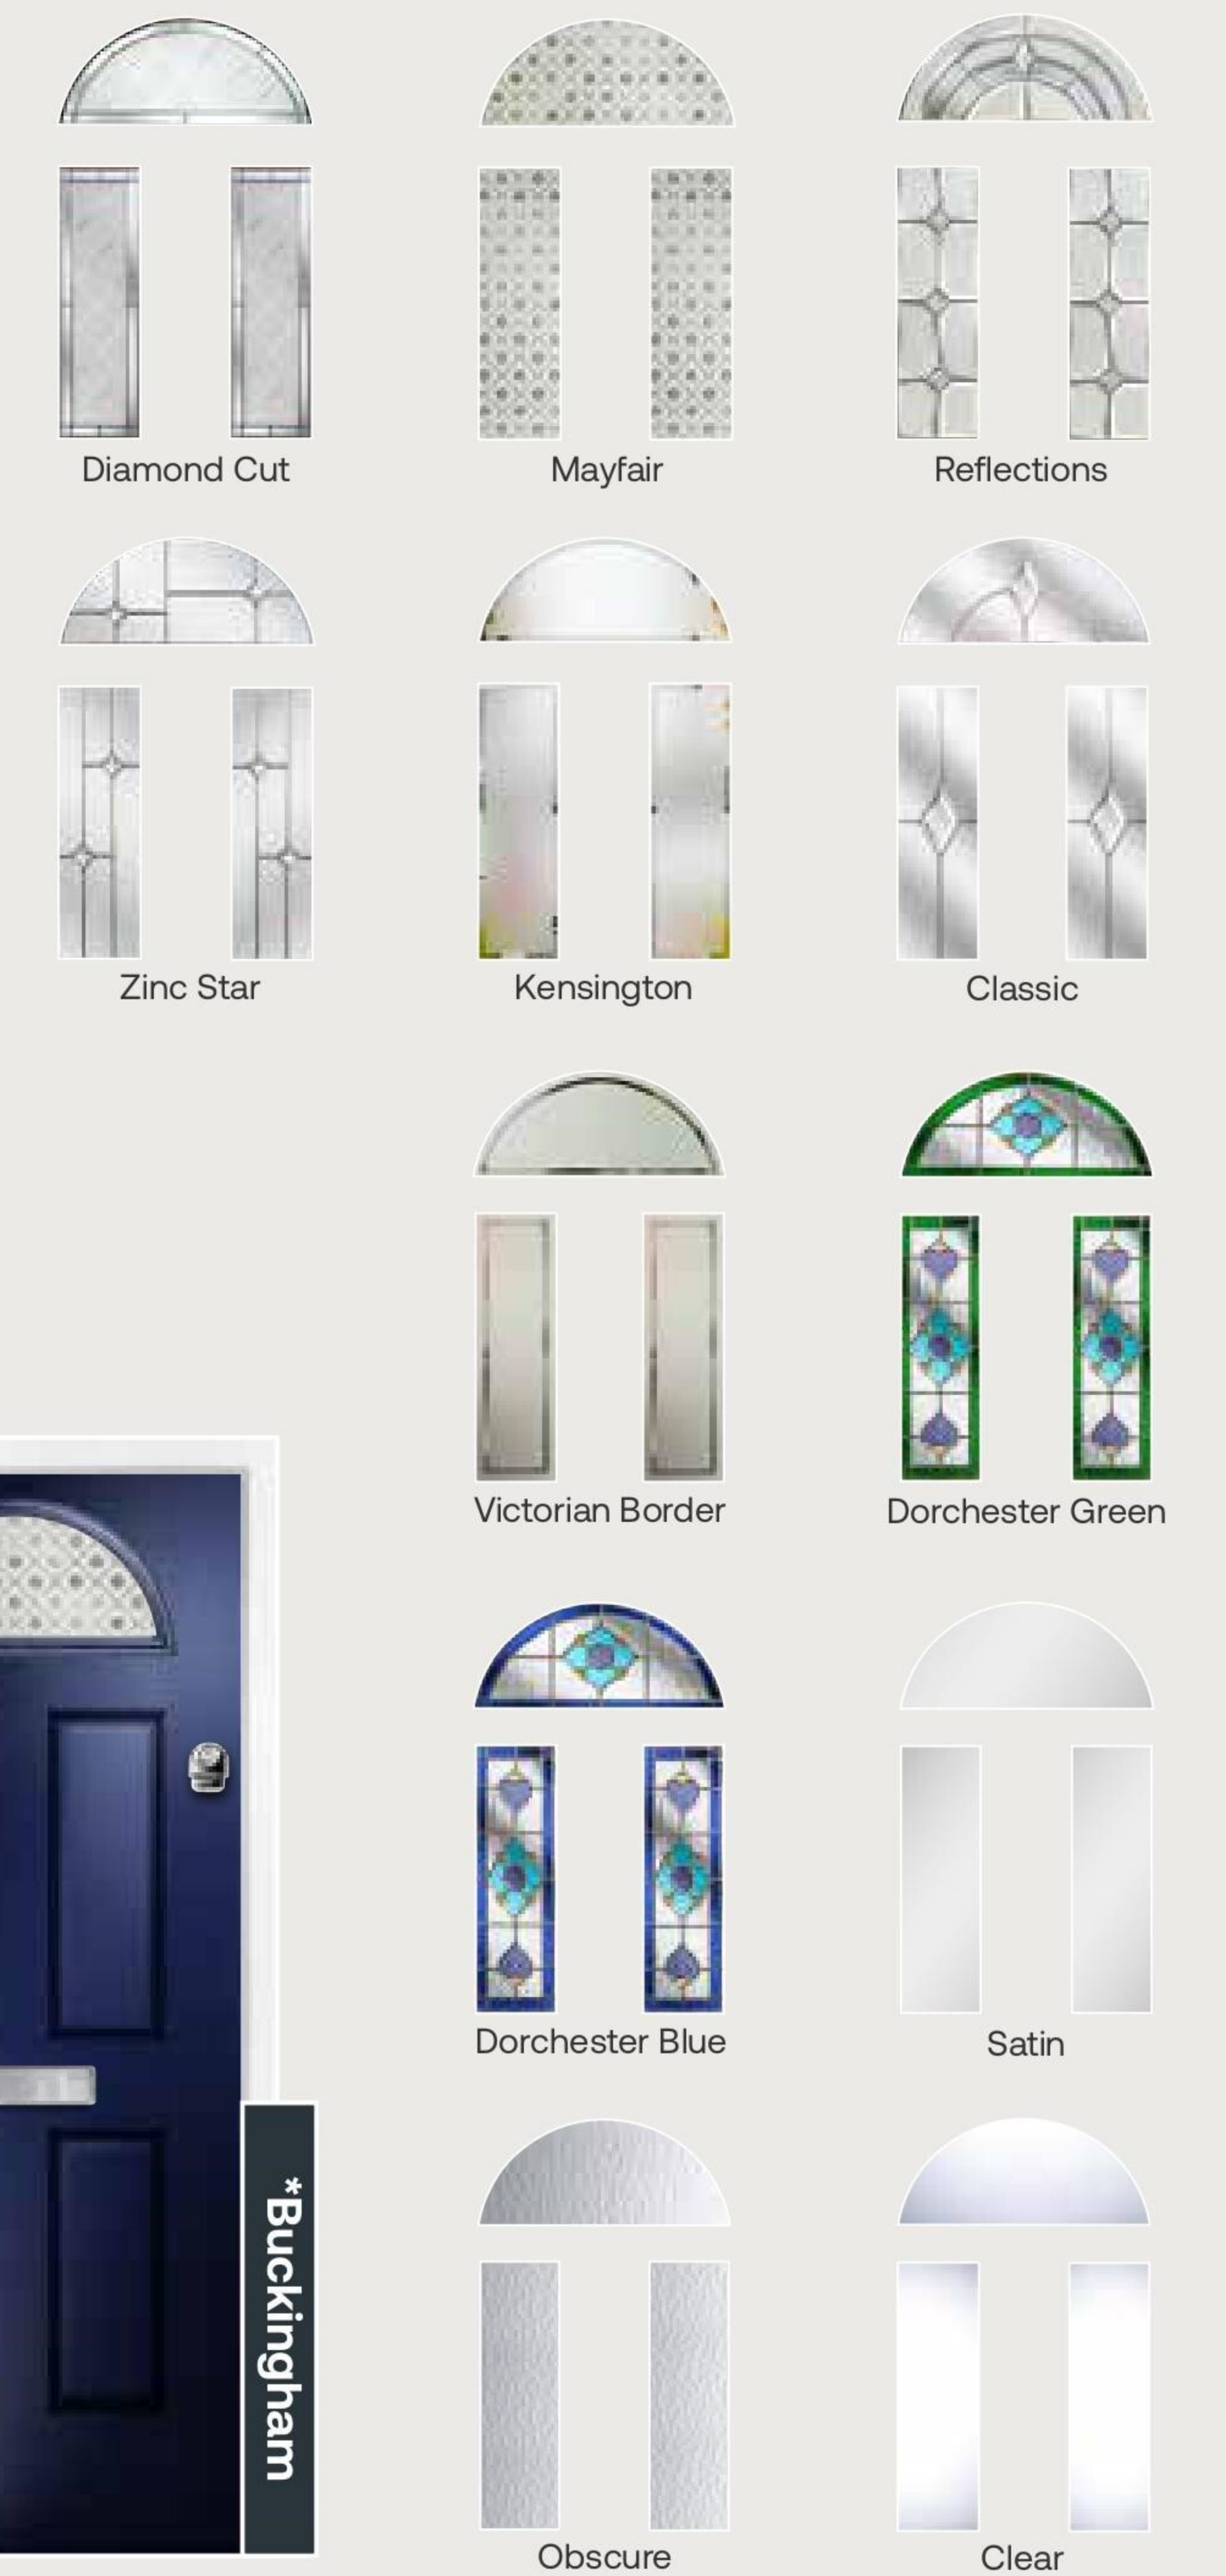 Diamond Cut
Mayfair
Reflections
Zinc Star
Kensington
Classic
Victorian Border
Dorchester Green
Dorchester Blue
Satin
*Buckingham
Obscure
Clear